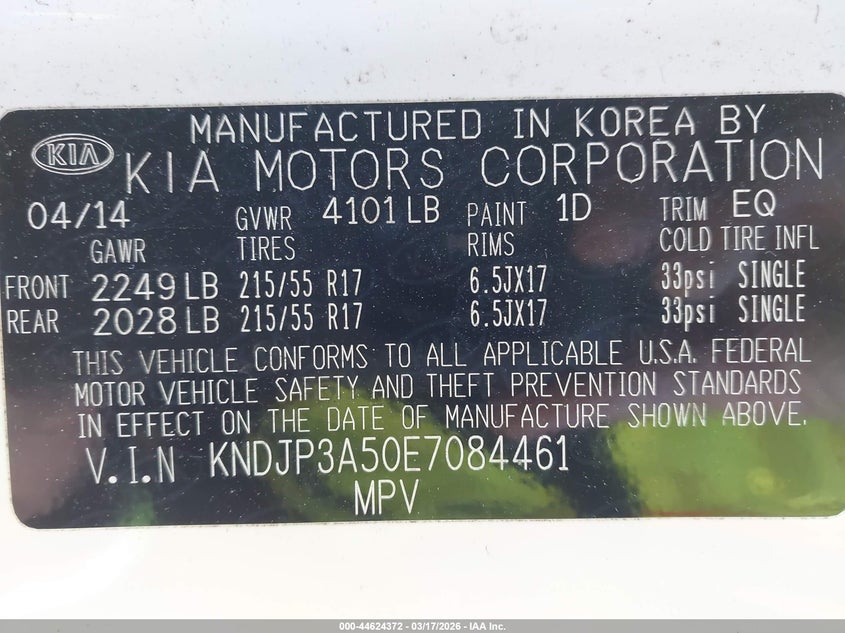 MANUFACTURED IN KOREA BY
KIA KIA MOTORS CORPORATION
04/14 GVWR 4101 LB PAINT 1D TRIM EQ
GAWR TIRES RIMS COLD TIRE INFL
FRONT 2249 LB 215/55 R17 6.5JX17 33psi SINGLE
REAR 2028 LB 215/55 R17 6.5JX17 33psi SINGLE
THIS VEHICLE CONFORMS TO ALL APPLICABLE U.S.A. FEDERAL
MOTOR VEHICLE SAFETY AND THEFT PREVENTION STANDARDS
IN EFFECT ON THE DATE OF MANUFACTURE SHOWN ABOVE.
V.I.N KNDJP3A50E7084461
MPV
000-44624372 - 03/17/2026 - IAA Inc.